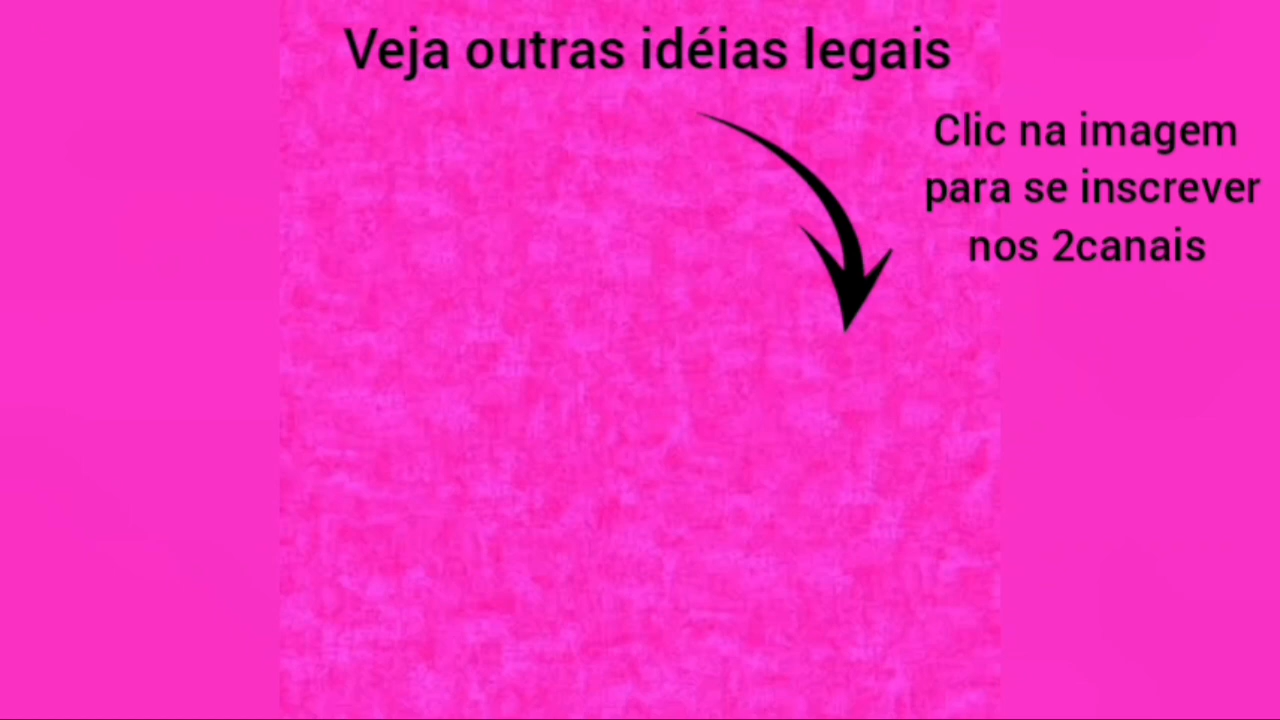 Veja outras idéias legais
Clic na imagem
para se inscrever
nos 2canais